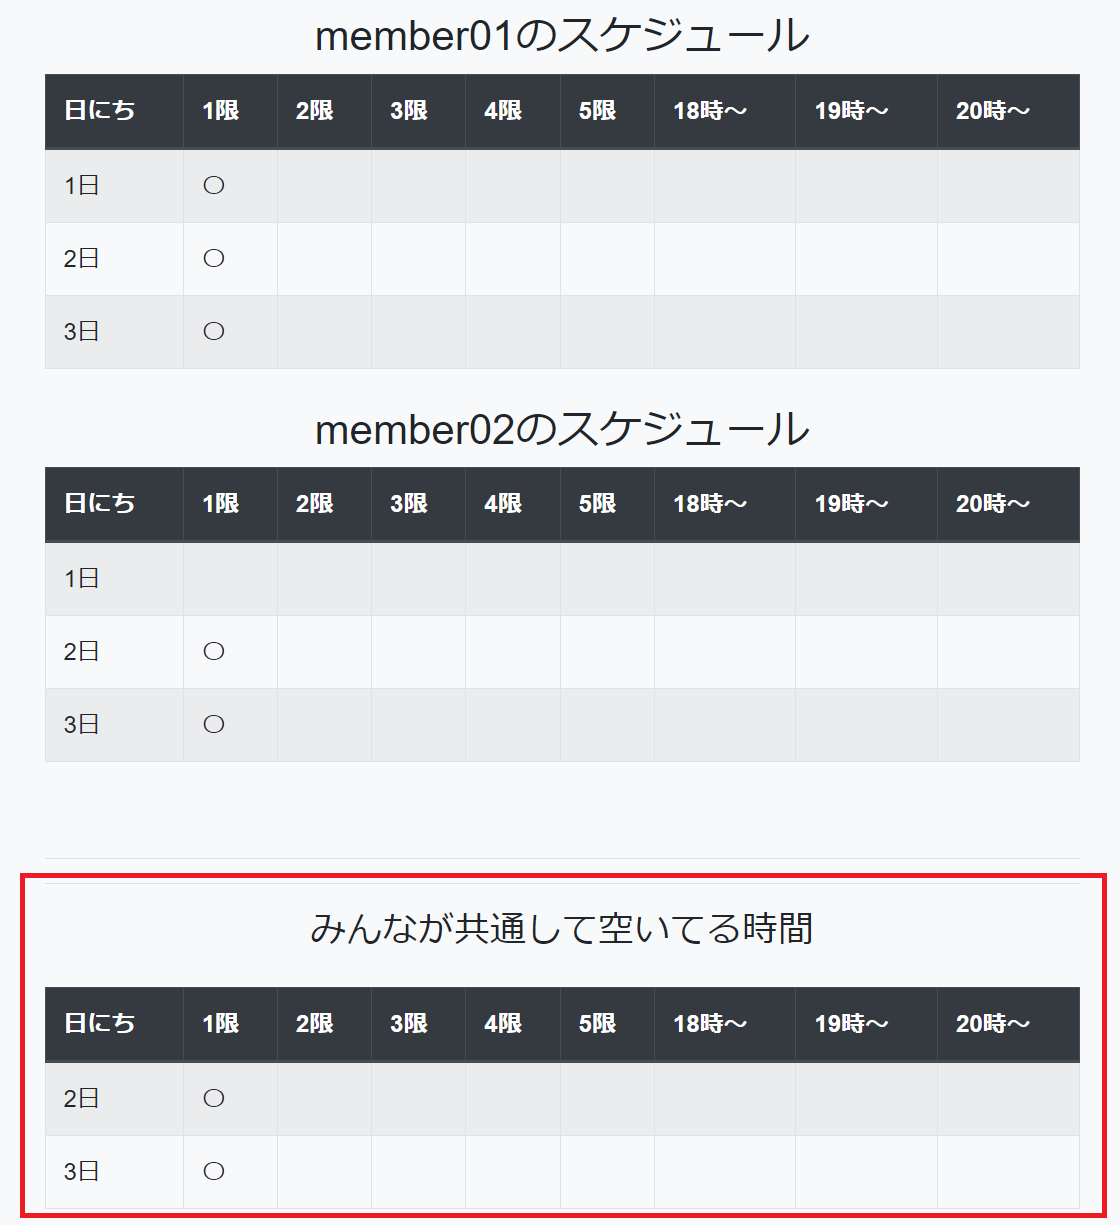 member01のスケジュール
日にち 1限 2限 3限 4限 5限 18時～ 19時～ 20時～
1日 〇
2日 〇
3日 〇
member02のスケジュール
日にち 1限 2限 3限 4限 5限 18時～ 19時～ 20時～
1日
2日 〇
3日 〇
みんなが共通して空いてる時間
日にち 1限 2限 3限 4限 5限 18時～ 19時～ 20時～
2日 〇
3日 〇